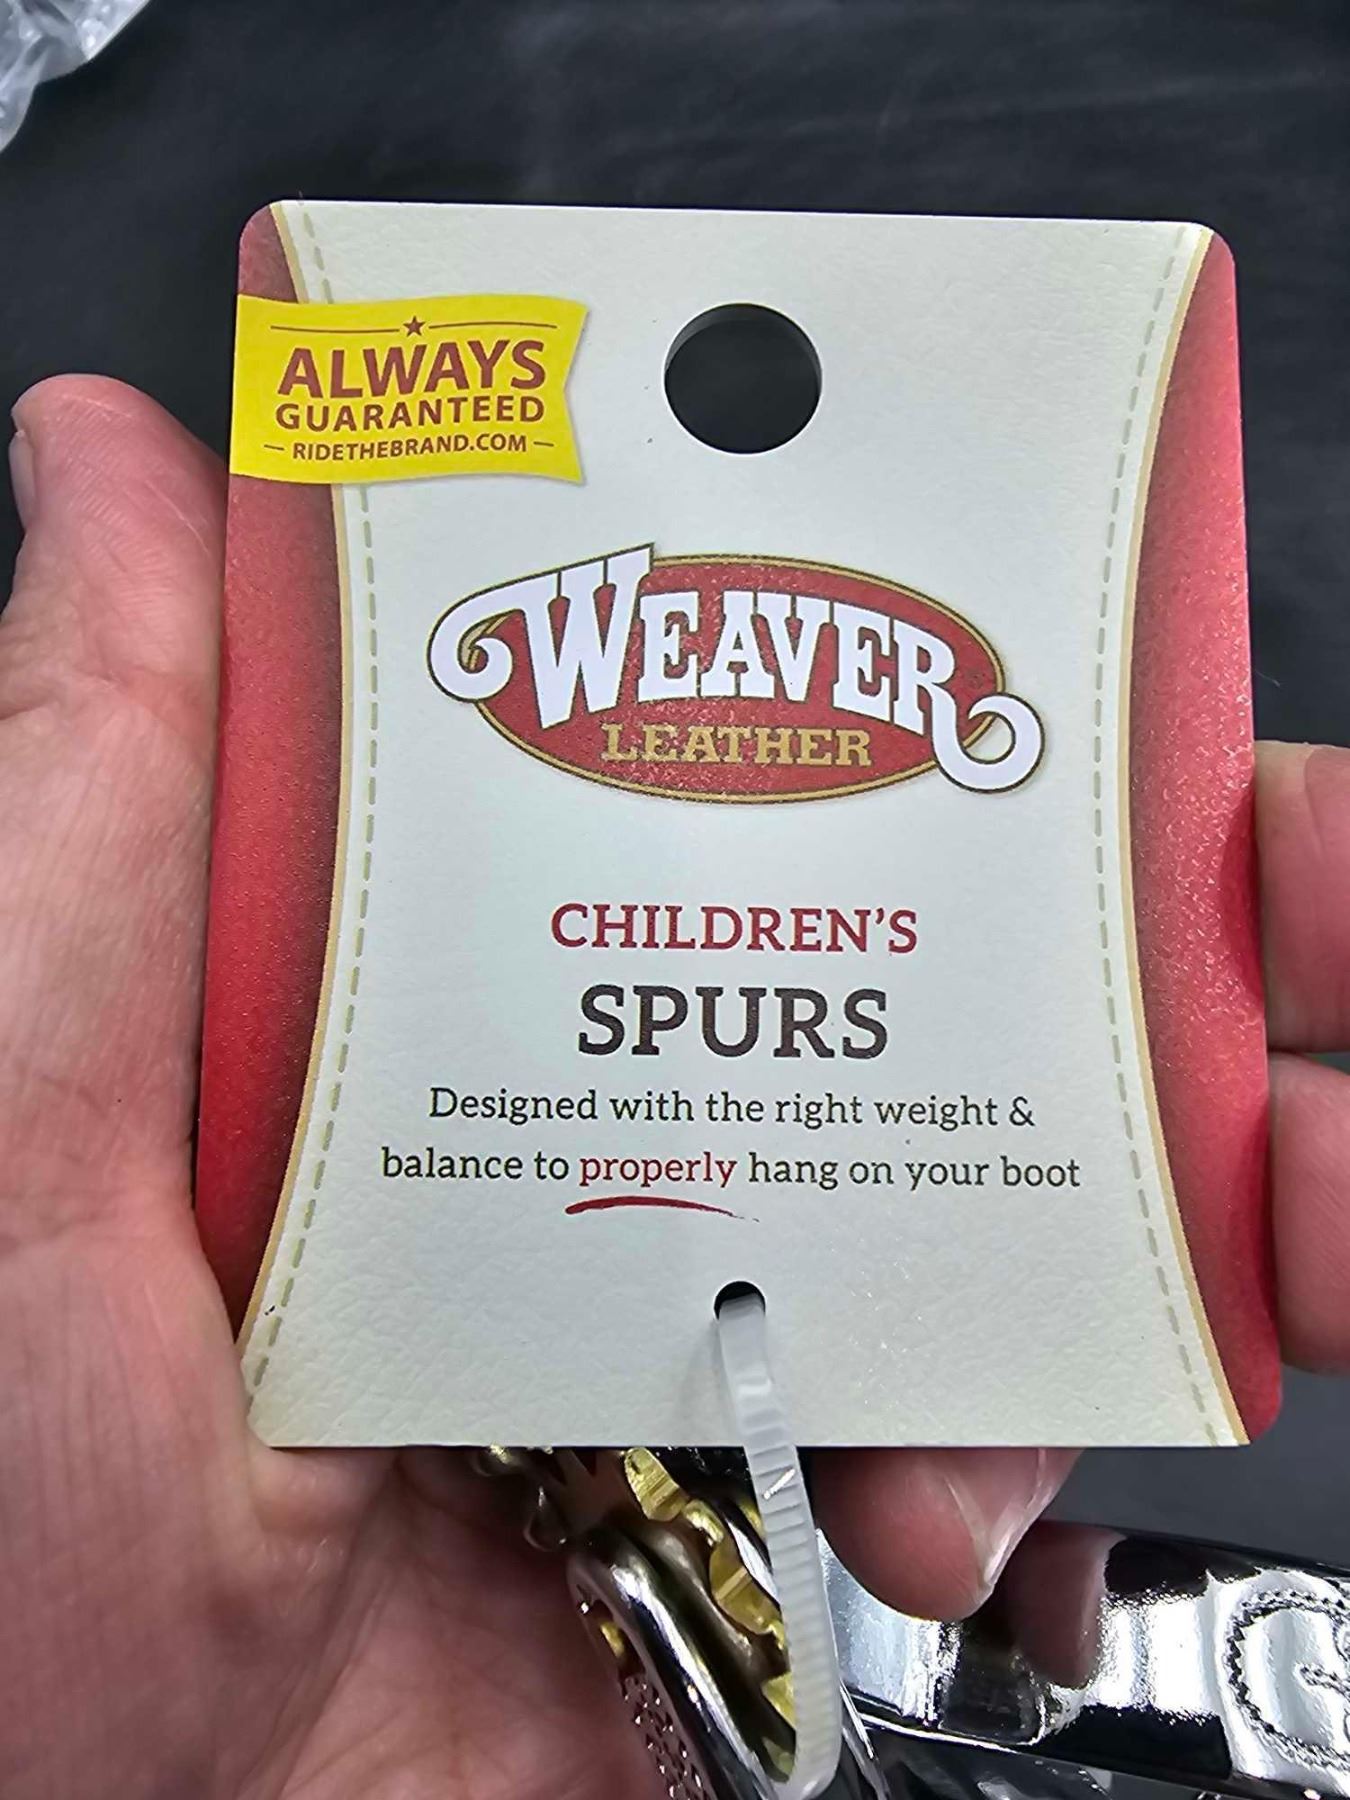 ALWAYS
GUARANTEED
RIDETHEBRAND.COM
WEAVER
LEATHER
CHILDREN'S
SPURS
Designed with the right weight &
balance to properly hang on your boot